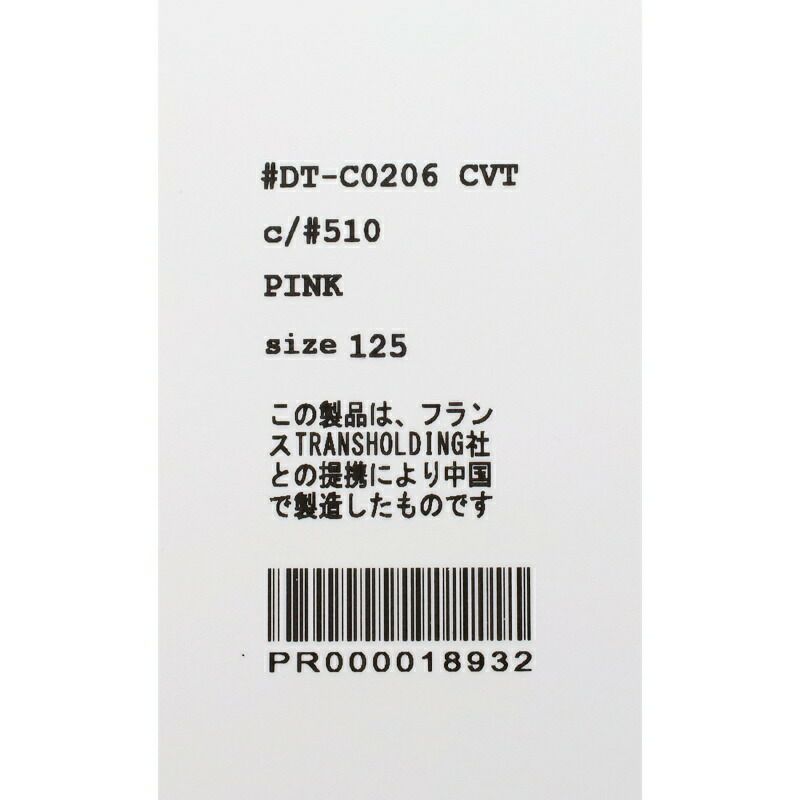 #DT-C0206 CVT
c/#510
PINK
size 125
この製品は、フラン
スTRANSHOLDING社
との提携により中国
で製造したものです
PR000018932